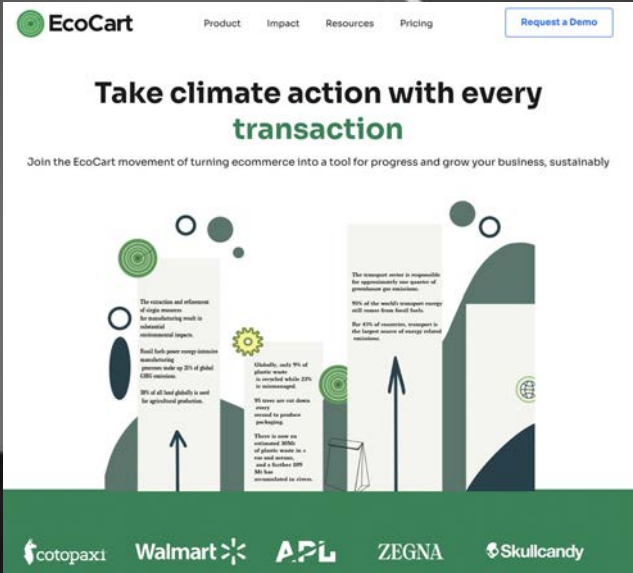 EcoCart
Product Impact Resources Pricing Request a Demo
Take climate action with every
transaction
Join the EcoCart movement of turning ecommerce into a tool for progress and grow your business, sustainably
The extraction and refinement
of virgin resources
for manufacturing result in
substantial
environmental impacts.
Fossil fuels power energy-intensive
manufacturing
processes make up 21% of global
GHG emissions.
of all land globally is used
for agricultural production.
Globally, only 9% of
plastic waste
is recycled while 22%
is mismanaged.
95 trees are cut down
every
second to produce
packaging.
There is now an
estimated 30Mt
of plastic waste in
and oceans,
and a further 109
Mt has
accumulated in rivers.
The transport sector is responsible
for approximately one quarter of
greenhouse gas emissions.
95% of the world's transport energy
still comes from fossil fuels.
For 45% of countries, transport is
the largest source of energy related
emissions.
cotopaxi Walmart APL ZEGNA Skullcandy